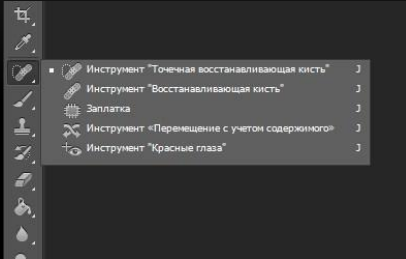 Инструмент "Точечная восстанавливающая кисть" J
Инструмент "Восстанавливающая кисть" J
Заплатка J
Инструмент «Перемещение с учетом содержимого» J
Инструмент "Красные глаза" J